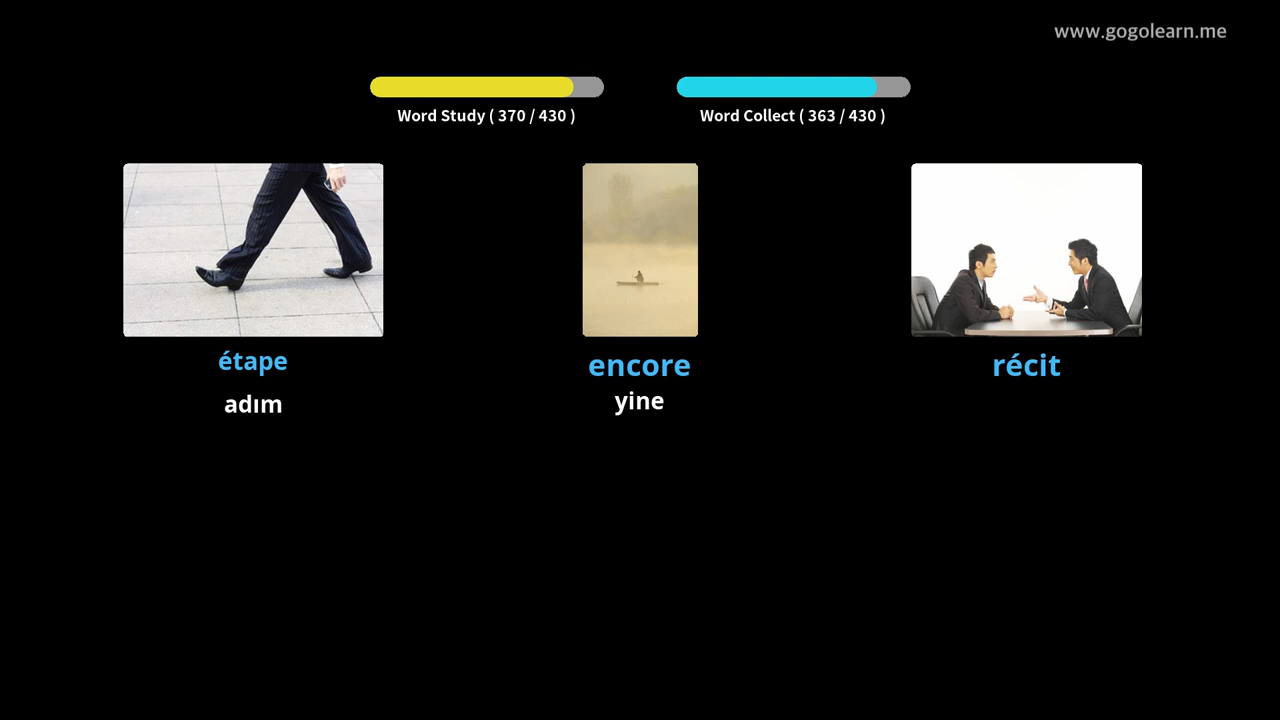 www.gogolearn.me
Word Study ( 370 / 430 )
Word Collect ( 363 / 430 )
étape
encore
récit
adım
yine